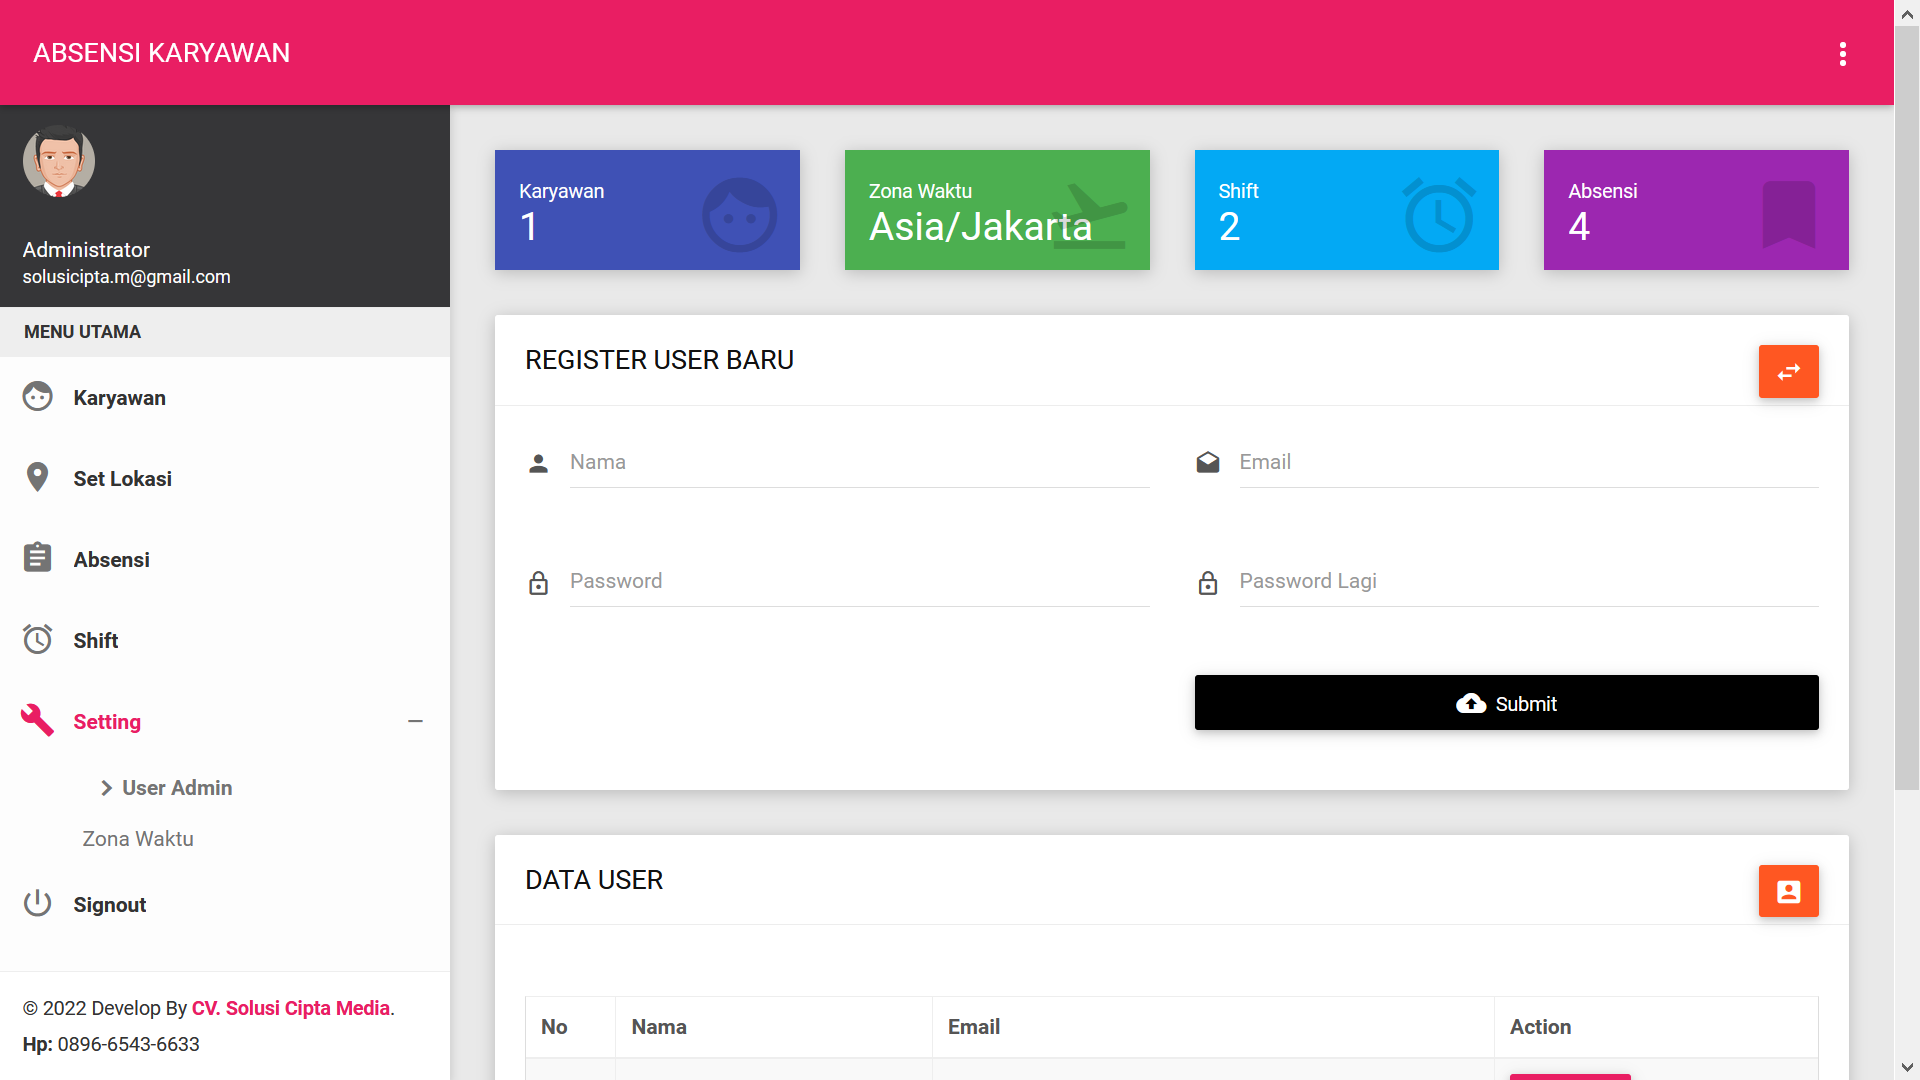 ABSENSI KARYAWAN
Administrator
solusicipta.m@gmail.com
MENU UTAMA
Karyawan
Set Lokasi
Absensi
Shift
Setting
User Admin
Zona Waktu
Signout
© 2022 Develop By CV. Solusi Cipta Media.
Hp: 0896-6543-6633
Karyawan
1
Zona Waktu
Asia/Jakarta
Shift
2
Absensi
4
REGISTER USER BARU
Nama
Email
Password
Password Lagi
Submit
DATA USER
No Nama Email Action